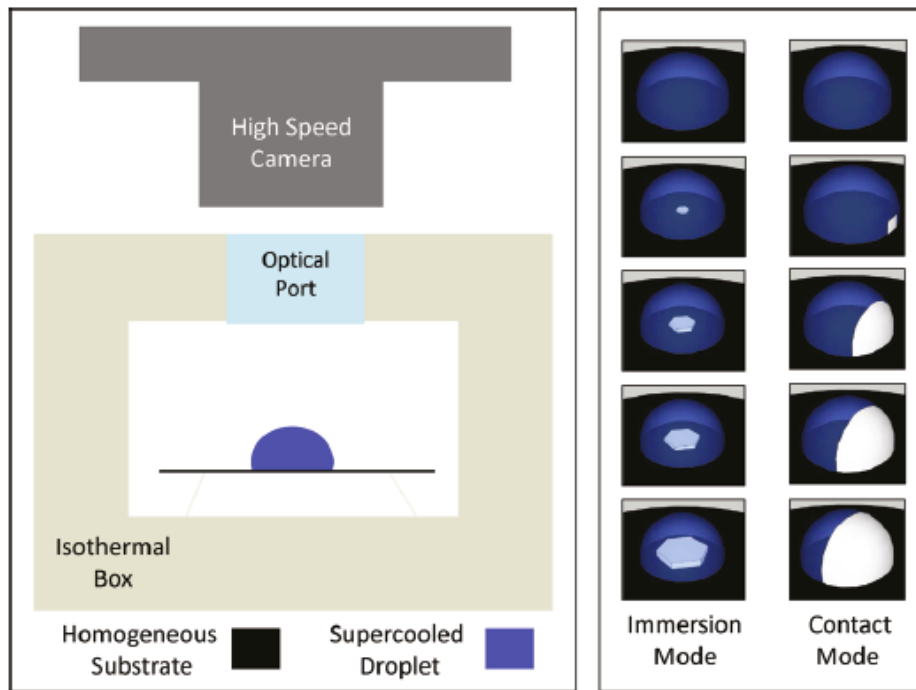 High Speed
Camera
Optical
Port
Isothermal
Box
Homogeneous
Substrate
Supercooled
Droplet
Immersion
Mode
Contact
Mode